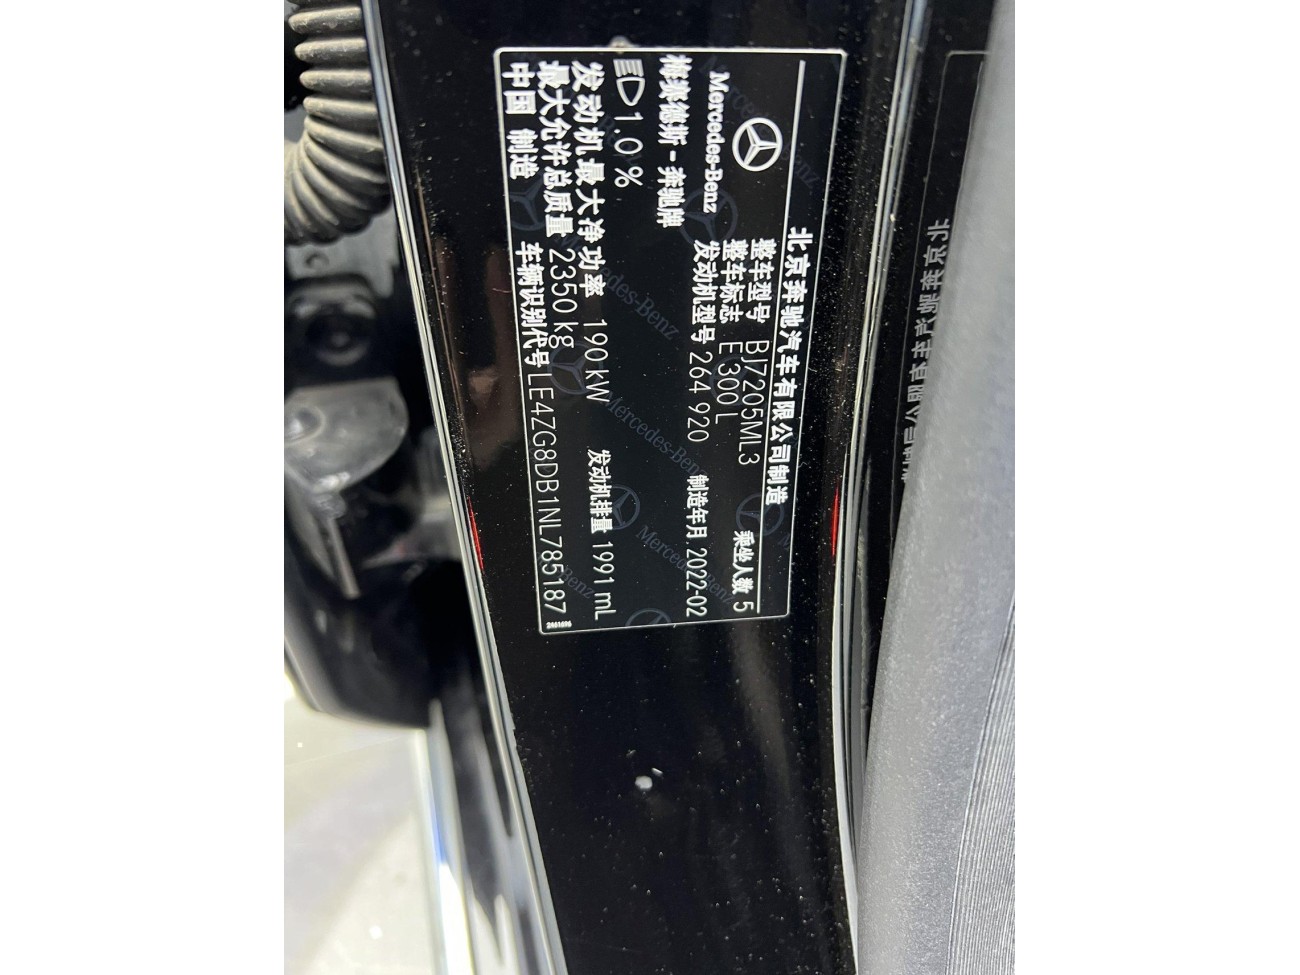 北京奔驰汽车有限公司制造
Mercedes-Benz
整车型号 BJ7205ML3
整车标志 E 300 L 乘坐人数 5
发动机型号 264 920 制造年月 2022-02
梅赛德斯-奔驰牌
1.0 %
发动机最大净功率 190 kW 发动机排量 1991 mL
最大允许总质量 2350 kg
中国 制造 车辆识别代号 LE4ZG8DB1NL785187
2461696